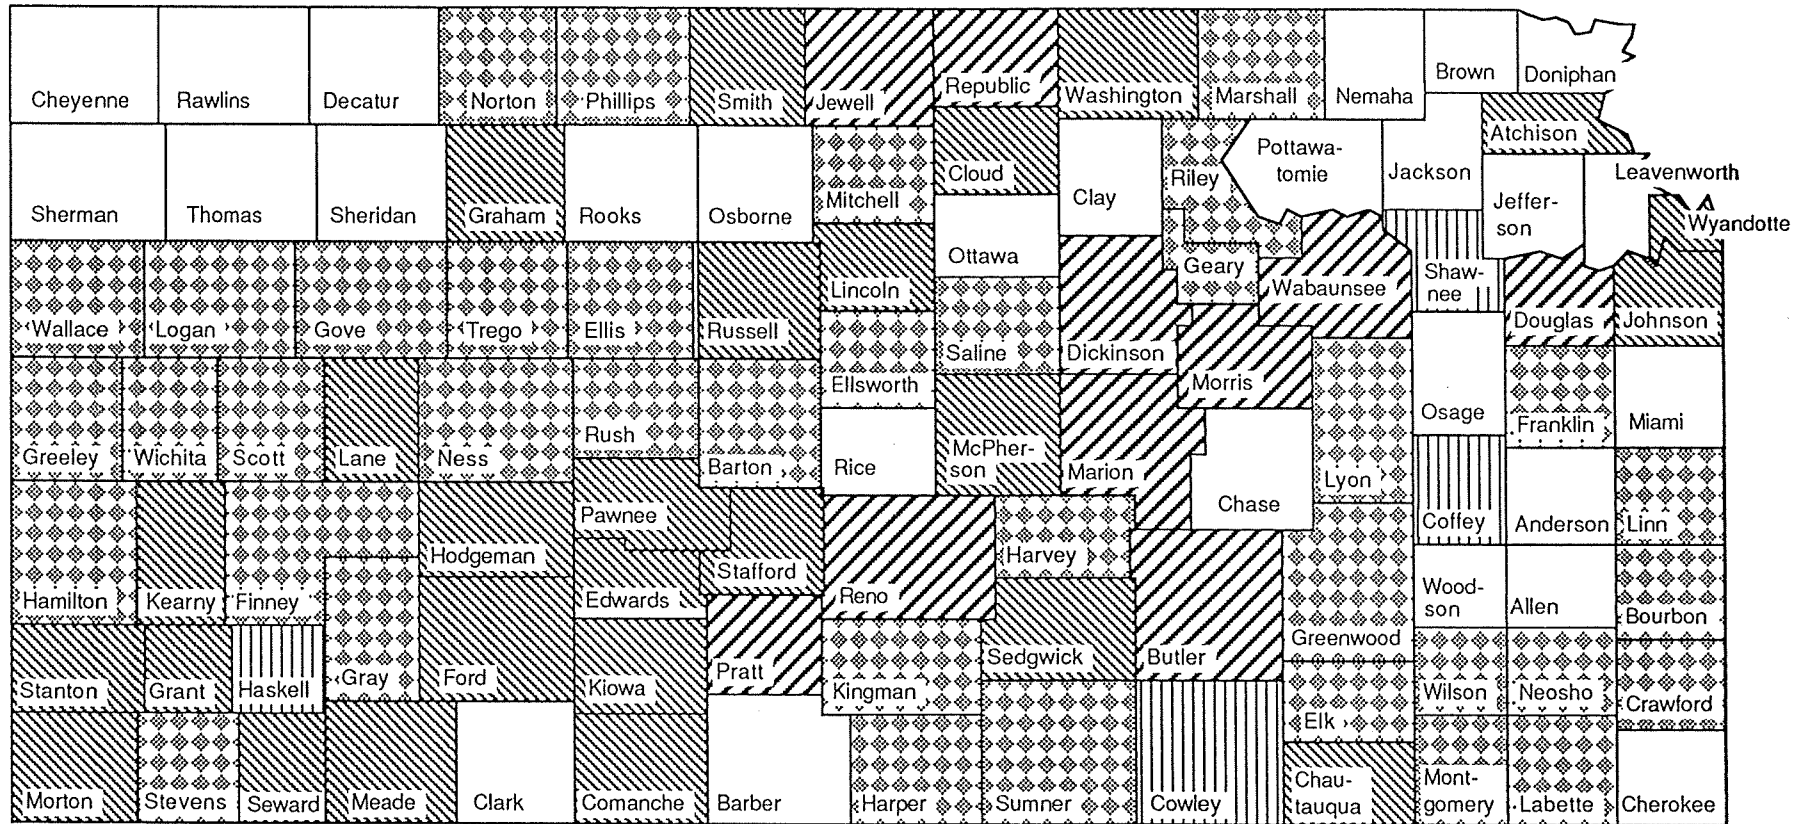 Cheyenne
Rawlins
Decatur
Norton
Phillips
Smith
Jewell
Republic
Washington
Marshall
Nemaha
Brown
Doniphan
Atchison
Sherman
Thomas
Sheridan
Graham
Rooks
Osborne
Mitchell
Cloud
Clay
Riley
Pottawa-
tomie
Jackson
Jeffer-
son
Leavenworth
Wyandotte
Wallace
Logan
Gove
Trego
Ellis
Russell
Lincoln
Ottawa
Saline
Dickinson
Geary
Wabaunsee
Shaw-
nee
Douglas
Johnson
Greeley
Wichita
Scott
Lane
Ness
Rush
Barton
Ellsworth
Rice
McPher-
son
Marion
Morris
Chase
Lyon
Osage
Franklin
Miami
Hamilton
Kearny
Finney
Hodgeman
Pawnee
Edwards
Stafford
Reno
Harvey
Butler
Greenwood
Coffey
Anderson
Linn
Wood-
son
Allen
Bourbon
Stanton
Grant
Haskell
Gray
Ford
Kiowa
Pratt
Kingman
Sedgwick
Elk
Wilson
Neosho
Crawford
Morton
Stevens
Seward
Meade
Clark
Comanche
Barber
Harper
Sumner
Cowley
Chau-
tauqua
Mont-
gomery
Labette
Cherokee